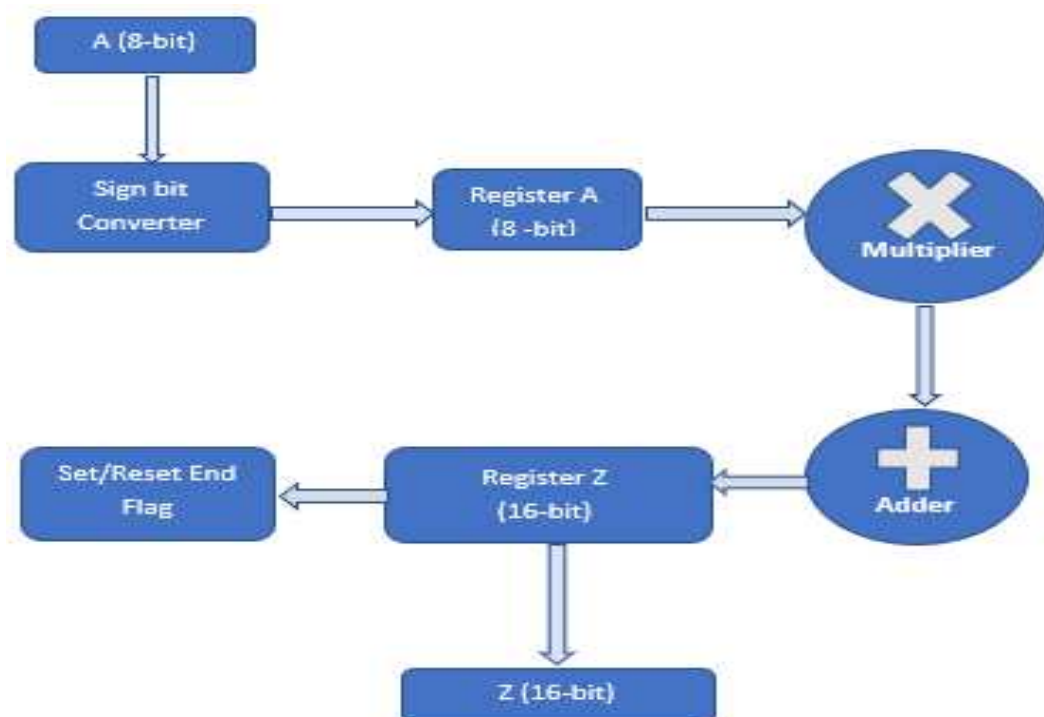 A (8-bit)
Sign bit
Converter
Register A
(8 -bit)
Multiplier
Set/Reset End
Flag
Register Z
(16-bit)
Adder
Z (16-bit)